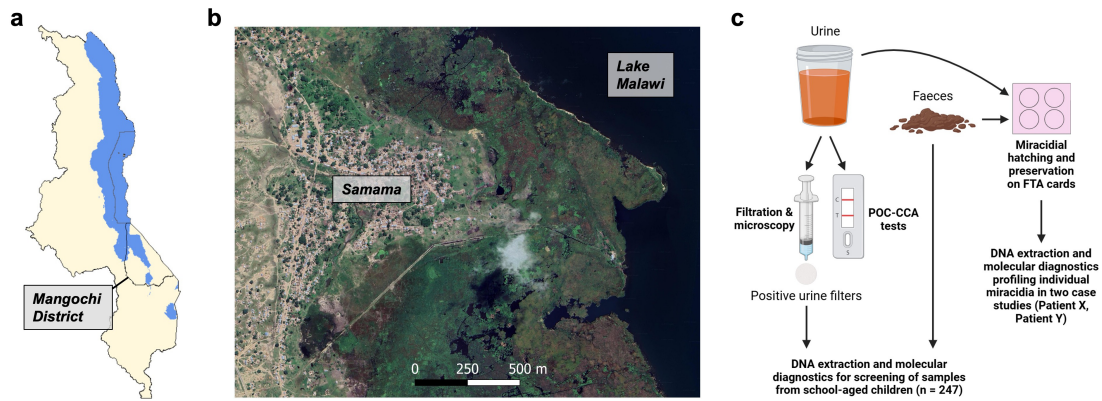 a
Mangochi
District
b
Lake
Malawi
Samama
0 250 500 m
c
Urine
Faeces
Miracidial
hatching and
preservation
on FTA cards
Filtration &
microscopy
C
T
S
POC-CCA
tests
Positive urine filters
DNA extraction and
molecular diagnostics
profiling individual
miracidia in two case
studies (Patient X,
Patient Y)
DNA extraction and molecular
diagnostics for screening of samples
from school-aged children (n = 247)